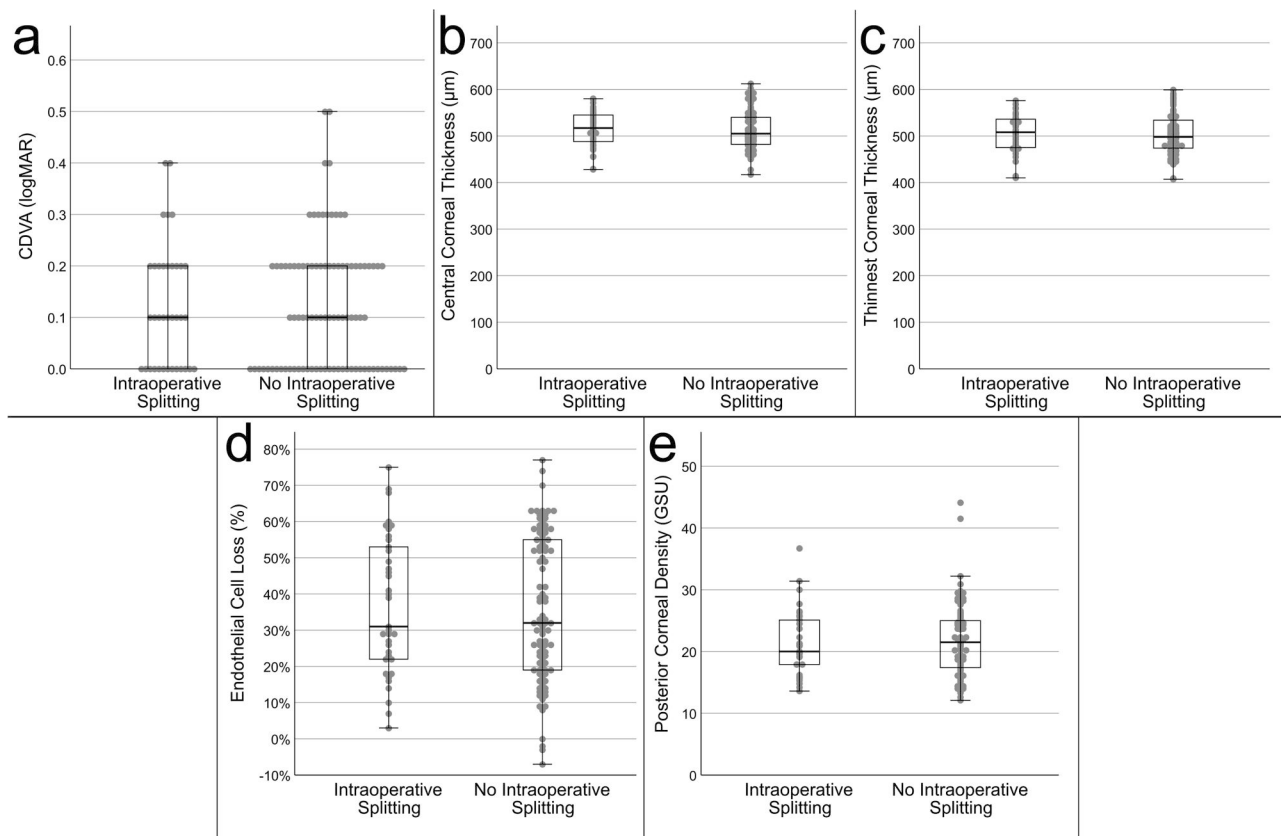 a
CDVA (logMAR)
0.6
0.5
0.4
0.3
0.2
0.1
0.0
Intraoperative
Splitting
No Intraoperative
Splitting
b
Central Corneal Thickness (µm)
700
600
500
400
300
200
100
0
Intraoperative
Splitting
No Intraoperative
Splitting
c
Thinnest Corneal Thickness (µm)
700
600
500
400
300
200
100
0
Intraoperative
Splitting
No Intraoperative
Splitting
d
Endothelial Cell Loss (%)
80%
70%
60%
50%
40%
30%
20%
10%
0%
-10%
Intraoperative
Splitting
No Intraoperative
Splitting
e
Posterior Corneal Density (GSU)
50
40
30
20
10
0
Intraoperative
Splitting
No Intraoperative
Splitting